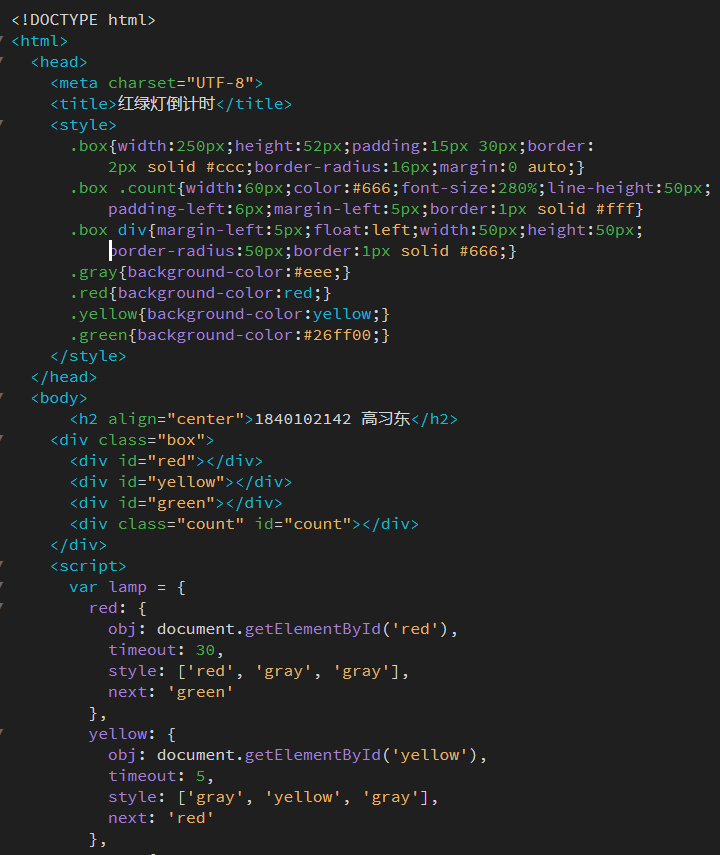 <!DOCTYPE html>
<html>
<head>
<meta charset="UTF-8">
<title>红绿灯倒计时</title>
<style>
.box{width:250px;height:52px;padding:15px 30px;border:
2px solid #ccc;border-radius:16px;margin:0 auto;}
.box .count{width:60px;color:#666;font-size:280%;line-height:50px;
padding-left:6px;margin-left:5px;border:1px solid #fff}
.box div{margin-left:5px;float:left;width:50px;height:50px;
border-radius:50px;border:1px solid #666;}
.gray{background-color:#eee;}
.red{background-color:red;}
.yellow{background-color:yellow;}
.green{background-color:#26ff00;}
</style>
</head>
<body>
<h2 align="center">1840102142 高习东</h2>
<div class="box">
<div id="red"></div>
<div id="yellow"></div>
<div id="green"></div>
<div class="count" id="count"></div>
</div>
<script>
var lamp = {
red: {
obj: document.getElementById('red'),
timeout: 30,
style: ['red', 'gray', 'gray'],
next: 'green'
},
yellow: {
obj: document.getElementById('yellow'),
timeout: 5,
style: ['gray', 'yellow', 'gray'],
next: 'red'
},